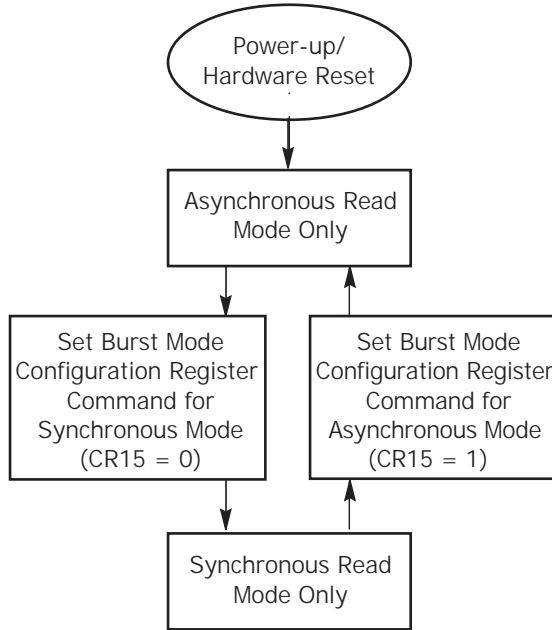 Power-up/
Hardware Reset
Asynchronous Read
Mode Only
Set Burst Mode
Configuration Register
Command for
Synchronous Mode
(CR15 = 0)
Set Burst Mode
Configuration Register
Command for
Asynchronous Mode
(CR15 = 1)
Synchronous Read
Mode Only